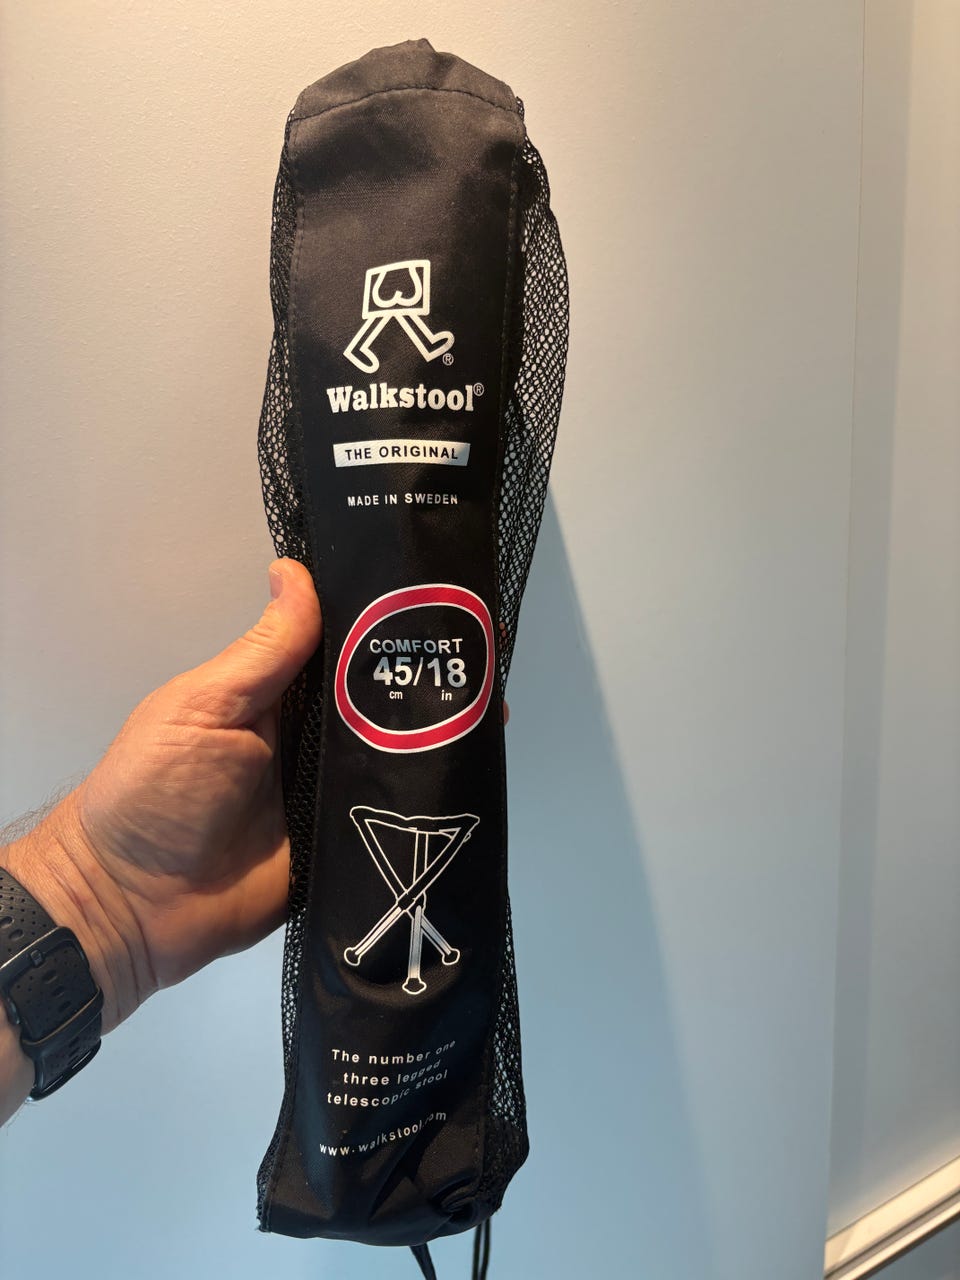 ®
Walkstool®
THE ORIGINAL
MADE IN SWEDEN
COMFORT
45/18
cm in
The number one
three legged
telescopic stool
www.walkstool.com